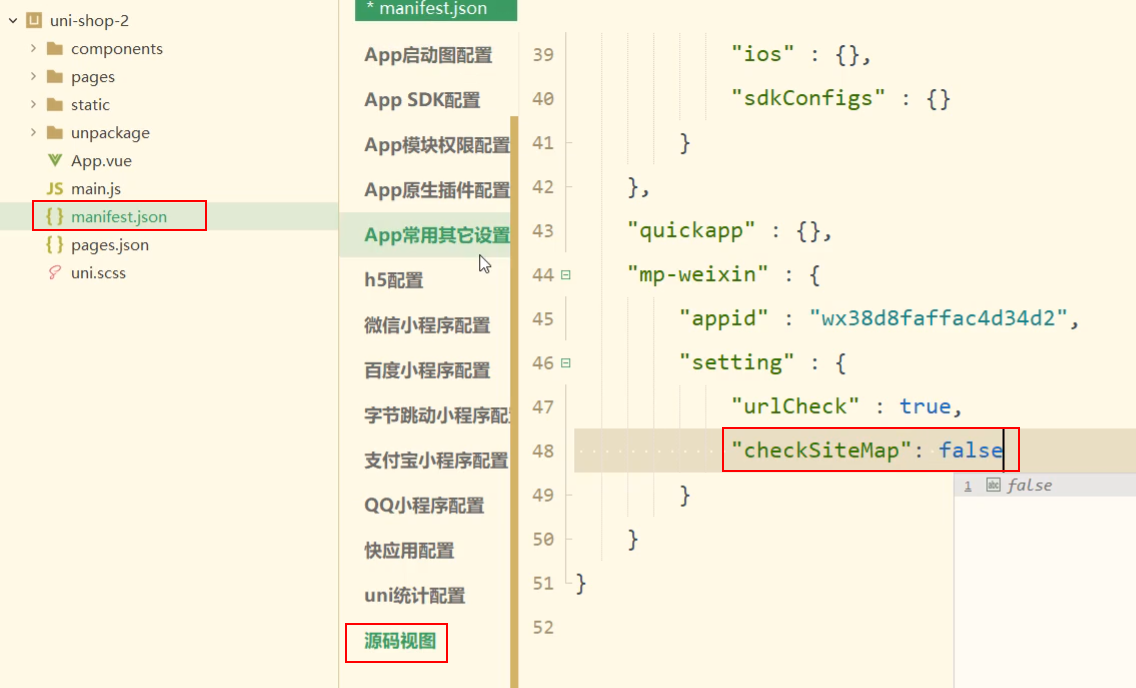 uni-shop-2
components
pages
static
unpackage
App.vue
JS main.js
{ } manifest.json
{ } pages.json
uni.scss
* manifest.json
App启动图配置
App SDK配置
App模块权限配置
App原生插件配置
App常用其它设置
h5配置
微信小程序配置
百度小程序配置
字节跳动小程序配
支付宝小程序配置
QQ小程序配置
快应用配置
uni统计配置
源码视图
39 "ios" : {},
40 "sdkConfigs" : {}
41 }
42 },
43 "quickapp" : {},
44 "mp-weixin" : {
45 "appid" : "wx38d8faffac4d34d2",
46 "setting" : {
47 "urlCheck" : true,
48 "checkSiteMap": false
1 abc false
49 }
50 }
51 }
52